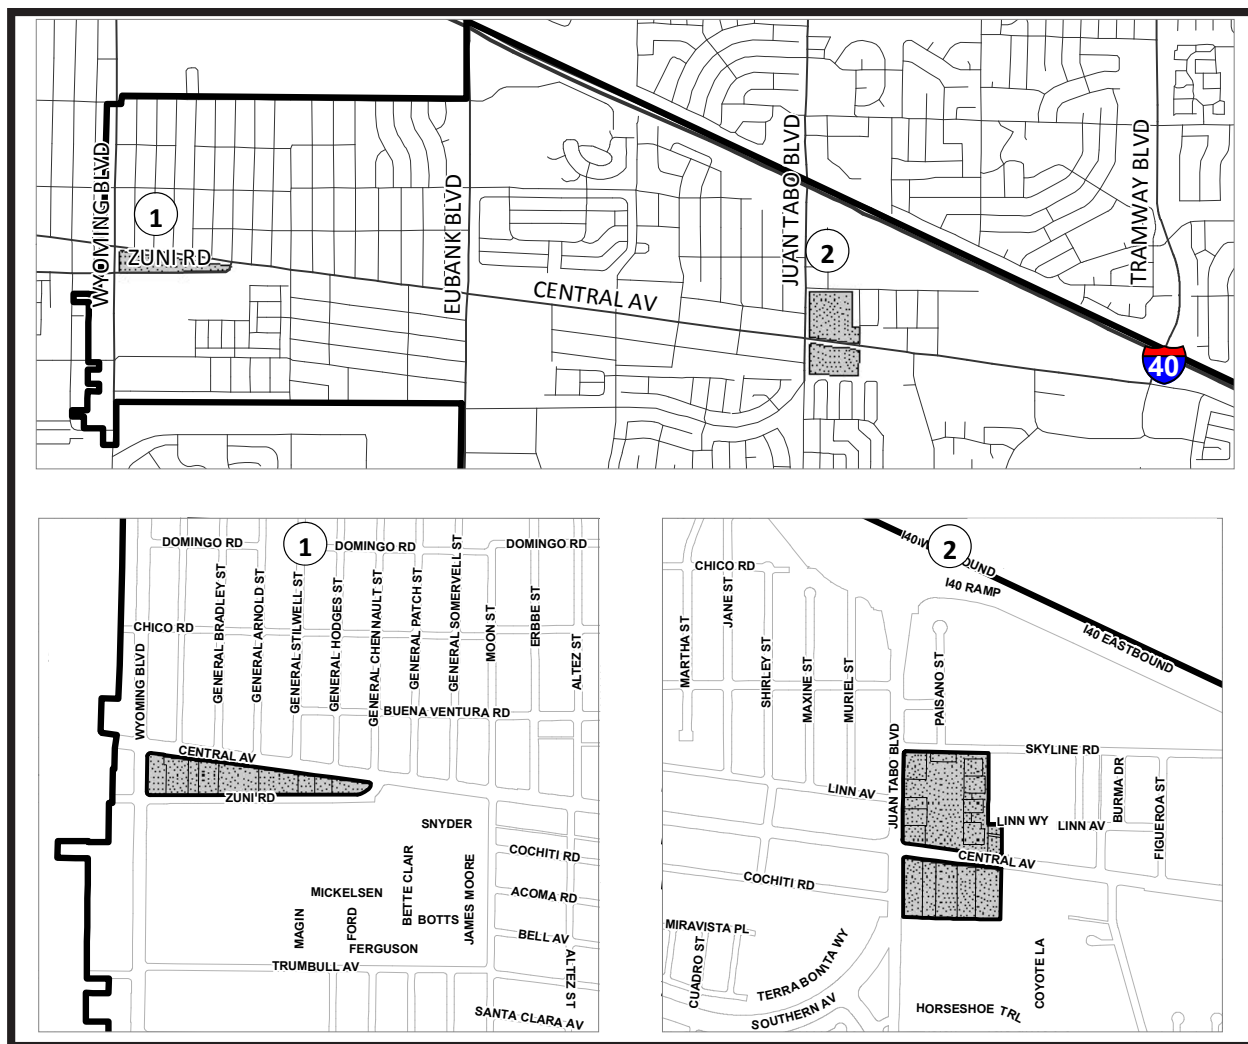 WYOMING BLVD
1
ZUNI RD
EUBANK BLVD
CENTRAL AV
JUAN TABO BLVD
2
TRAMWAY BLVD
40
1
DOMINGO RD
DOMINGO RD
DOMINGO RD
GENERAL BRADLEY ST
GENERAL ARNOLD ST
GENERAL STILWELL ST
GENERAL HODGES ST
GENERAL CHENNAULT ST
GENERAL PATCH ST
GENERAL SOMERVELL ST
MOON ST
ERBBE ST
ALTEZ ST
CHICO RD
WYOMING BLVD
BUENA VENTURA RD
CENTRAL AV
ZUNI RD
SNYDER
COCHITI RD
BETTE CLAIR
JAMES MOORE
MICKELSEN
ACOMA RD
MAGIN
FORD
BOTTS
FERGUSON
BELL AV
TRUMBULL AV
ALTEZ ST
SANTA CLARA AV
2
I40 EASTBOUND
I40 RAMP
CHICO RD
JANE ST
MARTHA ST
SHIRLEY ST
MAXINE ST
MURIEL ST
PAISANO ST
JUAN TABO BLVD
SKYLINE RD
BURMA DR
FIGUEROA ST
LINN AV
LINN WY
LINN AV
CENTRAL AV
COCHITI RD
MIRAVISTA PL
CUADRO ST
TERRA BONITA WY
SOUTHERN AV
COYOTE LA
HORSESHOE TRL